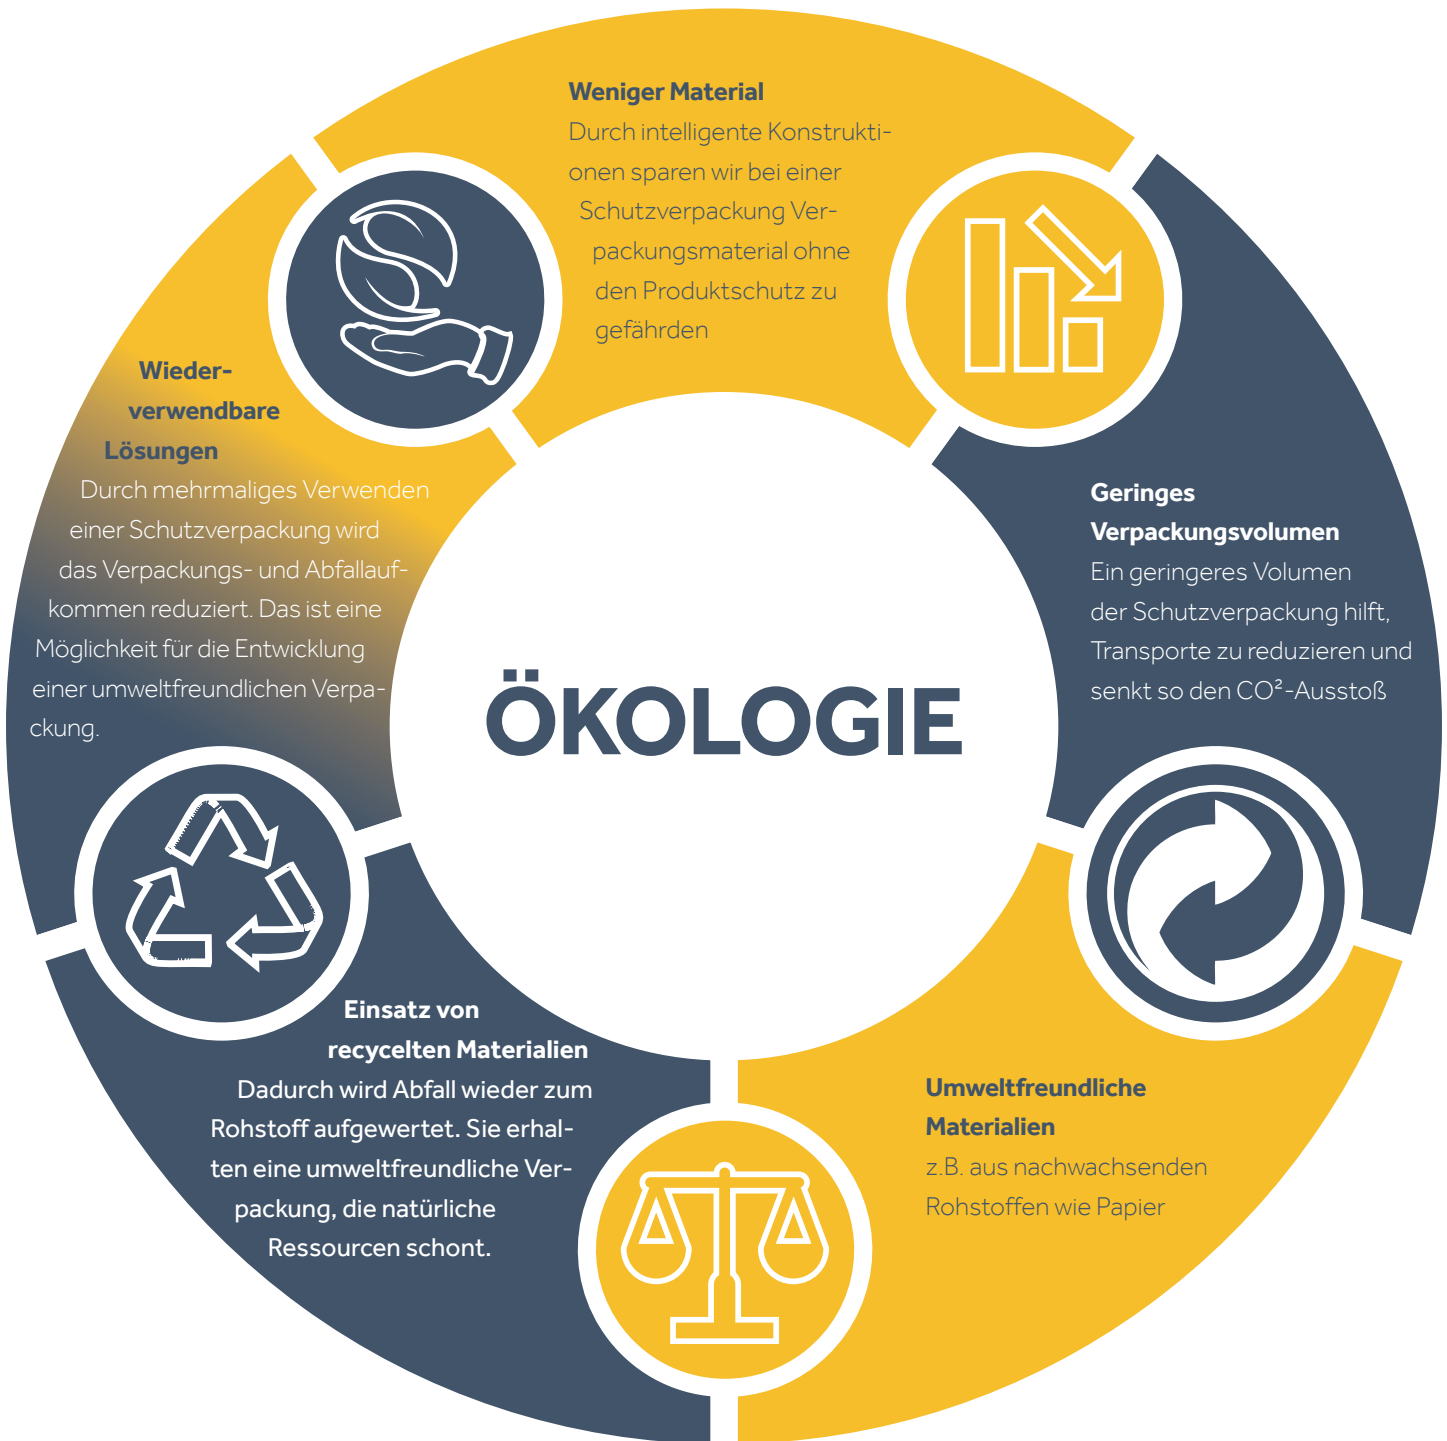 Weniger Material
Durch intelligente Konstrukti-
onen sparen wir bei einer
Schutzverpackung Ver-
packungsmaterial ohne
den Produktschutz zu
gefährden
Geringes
Verpackungsvolumen
Ein geringeres Volumen
der Schutzverpackung hilft,
Transporte zu reduzieren und
senkt so den CO²-Ausstoß
Umweltfreundliche
Materialien
z.B. aus nachwachsenden
Rohstoffen wie Papier
Einsatz von
recycelten Materialien
Dadurch wird Abfall wieder zum
Rohstoff aufgewertet. Sie erhal-
ten eine umweltfreundliche Ver-
packung, die natürliche
Ressourcen schont.
Wieder-
verwendbare
Lösungen
Durch mehrmaliges Verwenden
einer Schutzverpackung wird
das Verpackungs- und Abfallauf-
kommen reduziert. Das ist eine
Möglichkeit für die Entwicklung
einer umweltfreundlichen Verpa-
ckung.
ÖKOLOGIE